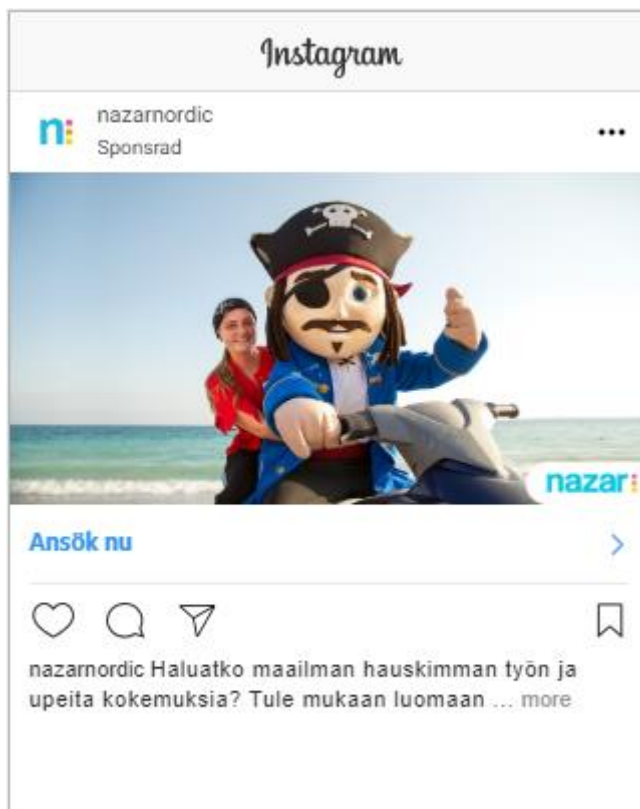 Instagram
n:
nazarnordic
Sponsrad
nazar
Ansök nu
nazarnordic Haluatko maailman hauskimman työn ja
upeita kokemuksia? Tule mukaan luomaan ... more